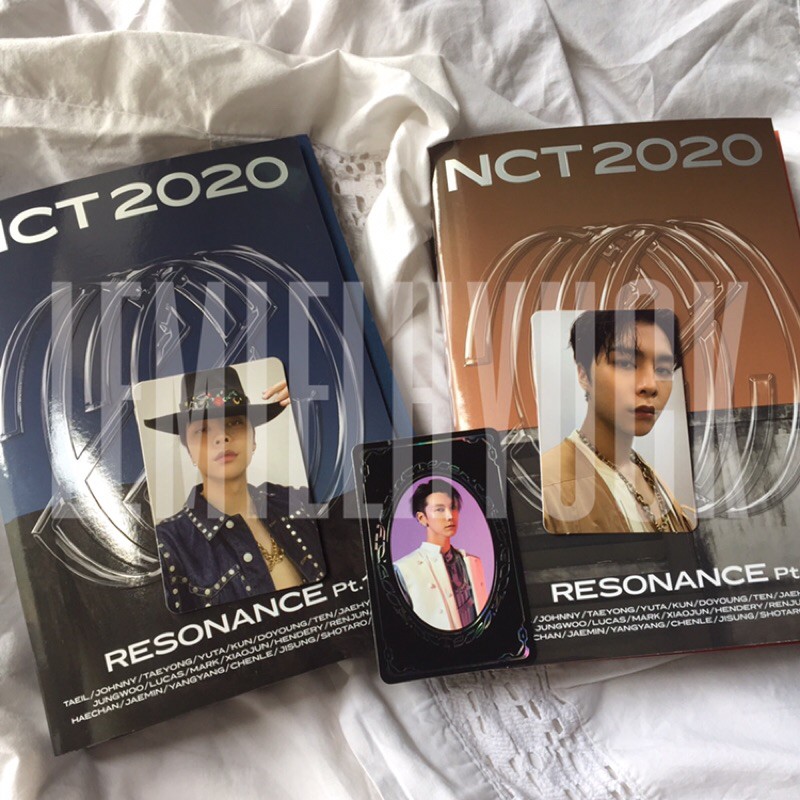 NCT 2020
RESONANCE Pt.1
TAEIL / JOHNNY / TAEYONG / YUTA / KUN / DOYOUNG / TEN / JAEHY
JUNGWOO / LUCAS / MARK / XIAOJUN / HENDERY / RENJUN
HAECHAN / JAEMIN / YANGYANG / CHENLE / JISUNG / SHOTARO
NCT 2020
RESONANCE Pt.
/ JOHNNY / TAEYONG / YUTA / KUN / DOYOUNG / TEN / JAEH
JUNGWOO / LUCAS / MARK / XIAOJUN / HENDERY / RENJU
CHAN / JAEMIN / YANGYANG / CHENLE / JISUNG / SHOTARO